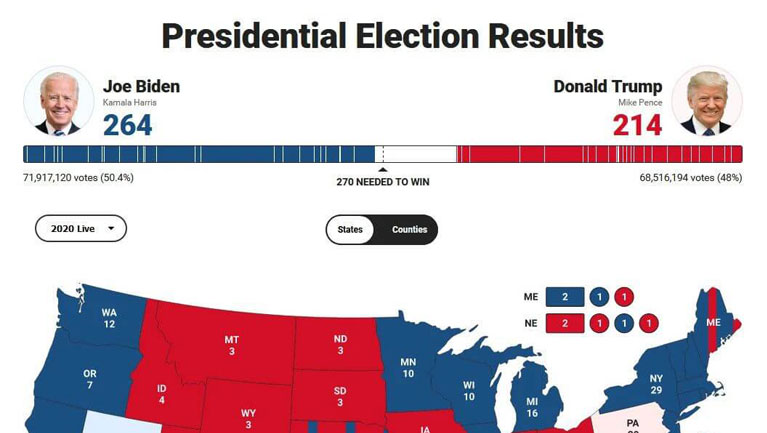 Presidential Election Results
Joe Biden
Kamala Harris
264
Donald Trump
Mike Pence
214
71,917,120 votes (50.4%)
270 NEEDED TO WIN
68,516,194 votes (48%)
2020 Live
States
Counties
ME 2 1 1
NE 2 1 1 1
WA
12
MT
3
ND
3
ME
OR
7
ID
4
MN
10
SD
3
WI
10
MI
16
NY
29
WY
3
IA
PA